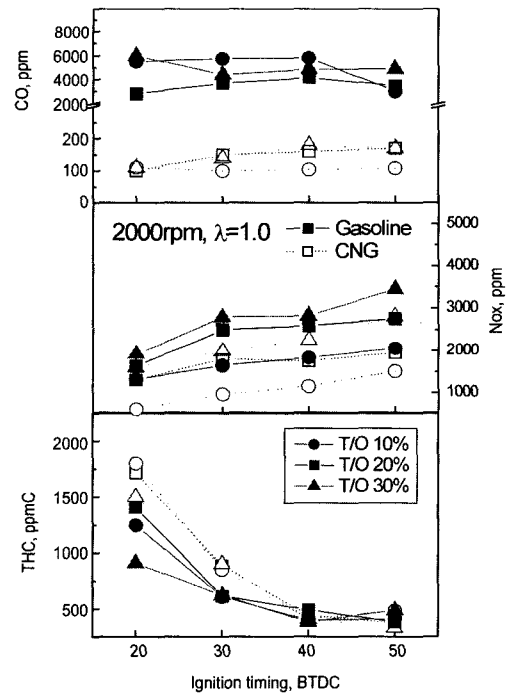 8000
6000
4000
2000
200
100
0
CO, ppm
2000rpm, λ=1.0
Gasoline
CNG
5000
4000
3000
2000
1000
Nox, ppm
2000
1500
1000
500
THC, ppmC
T/O 10%
T/O 20%
T/O 30%
20 30 40 50
Ignition timing, BTDC